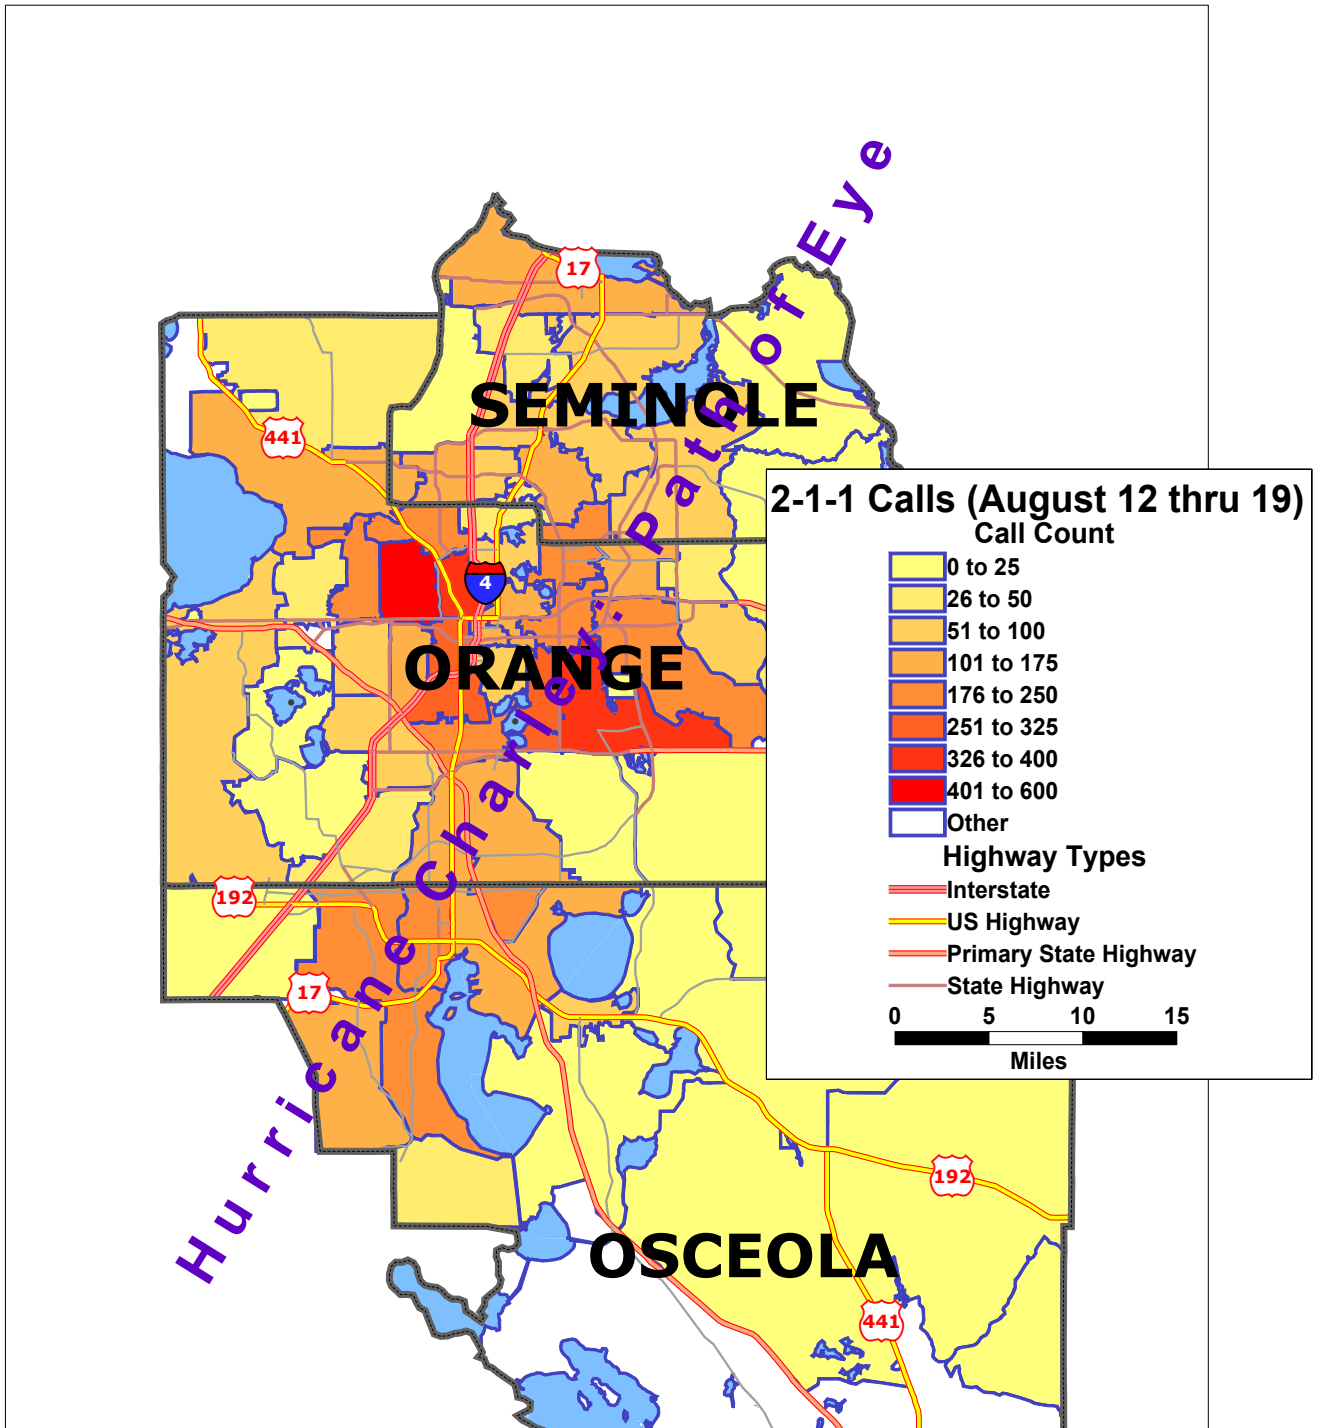 17
SEMINOLE
441
2-1-1 Calls (August 12 thru 19)
Call Count
0 to 25
26 to 50
51 to 100
101 to 175
176 to 250
251 to 325
326 to 400
401 to 600
Other
Highway Types
Interstate
US Highway
Primary State Highway
State Highway
0 5 10 15
Miles
4
ORANGE
192
17
Hurricane Charley: Path of Eye
192
OSCEOLA
441